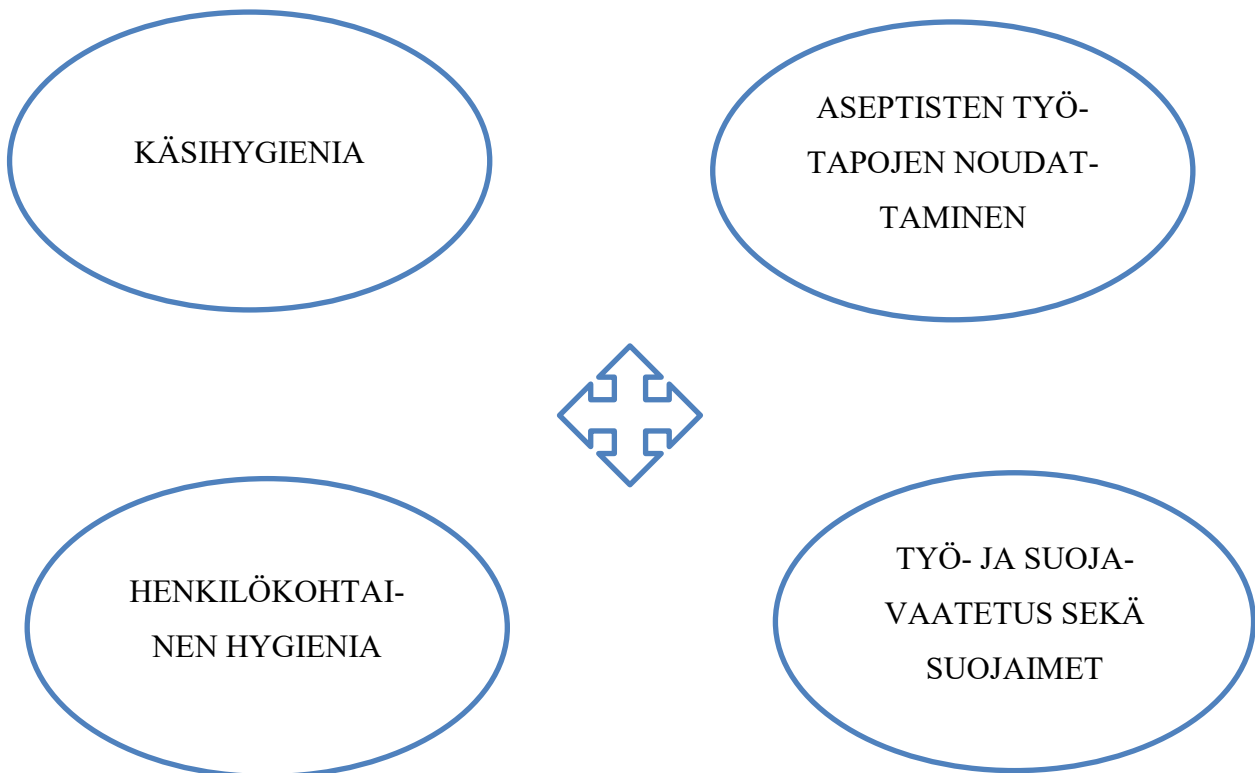 KÄSIHYGIENIA
ASEPTISTEN TYÖ-
TAPOJEN NOUDAT-
TAMINEN
HENKILÖKOHTAI-
NEN HYGIENIA
TYÖ- JA SUOJA-
VAATETUS SEKÄ
SUOJAIMET